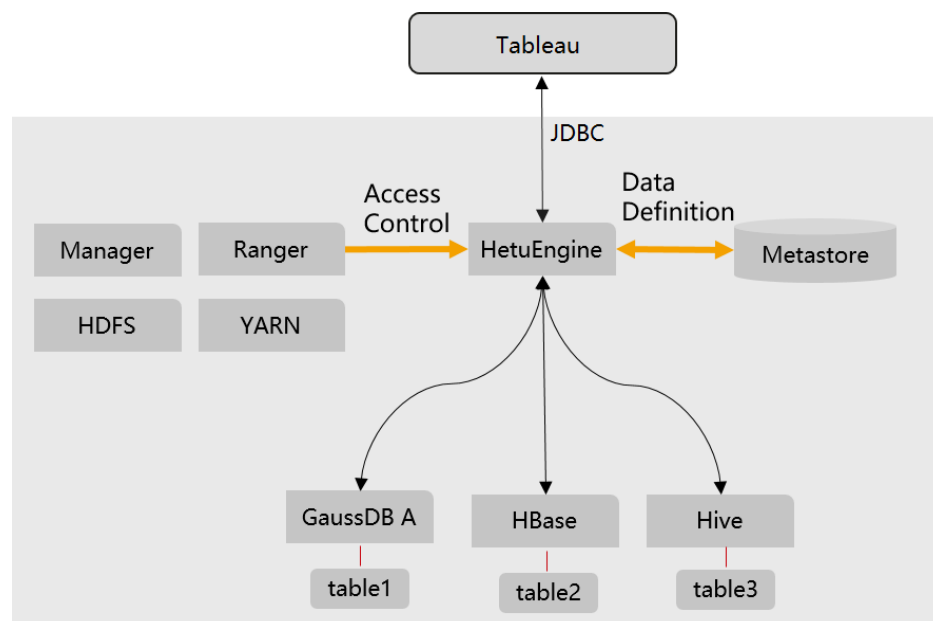 Tableau
JDBC
Access
Control
Data
Definition
Manager
Ranger
HetuEngine
Metastore
HDFS
YARN
GaussDB A
HBase
Hive
table1
table2
table3